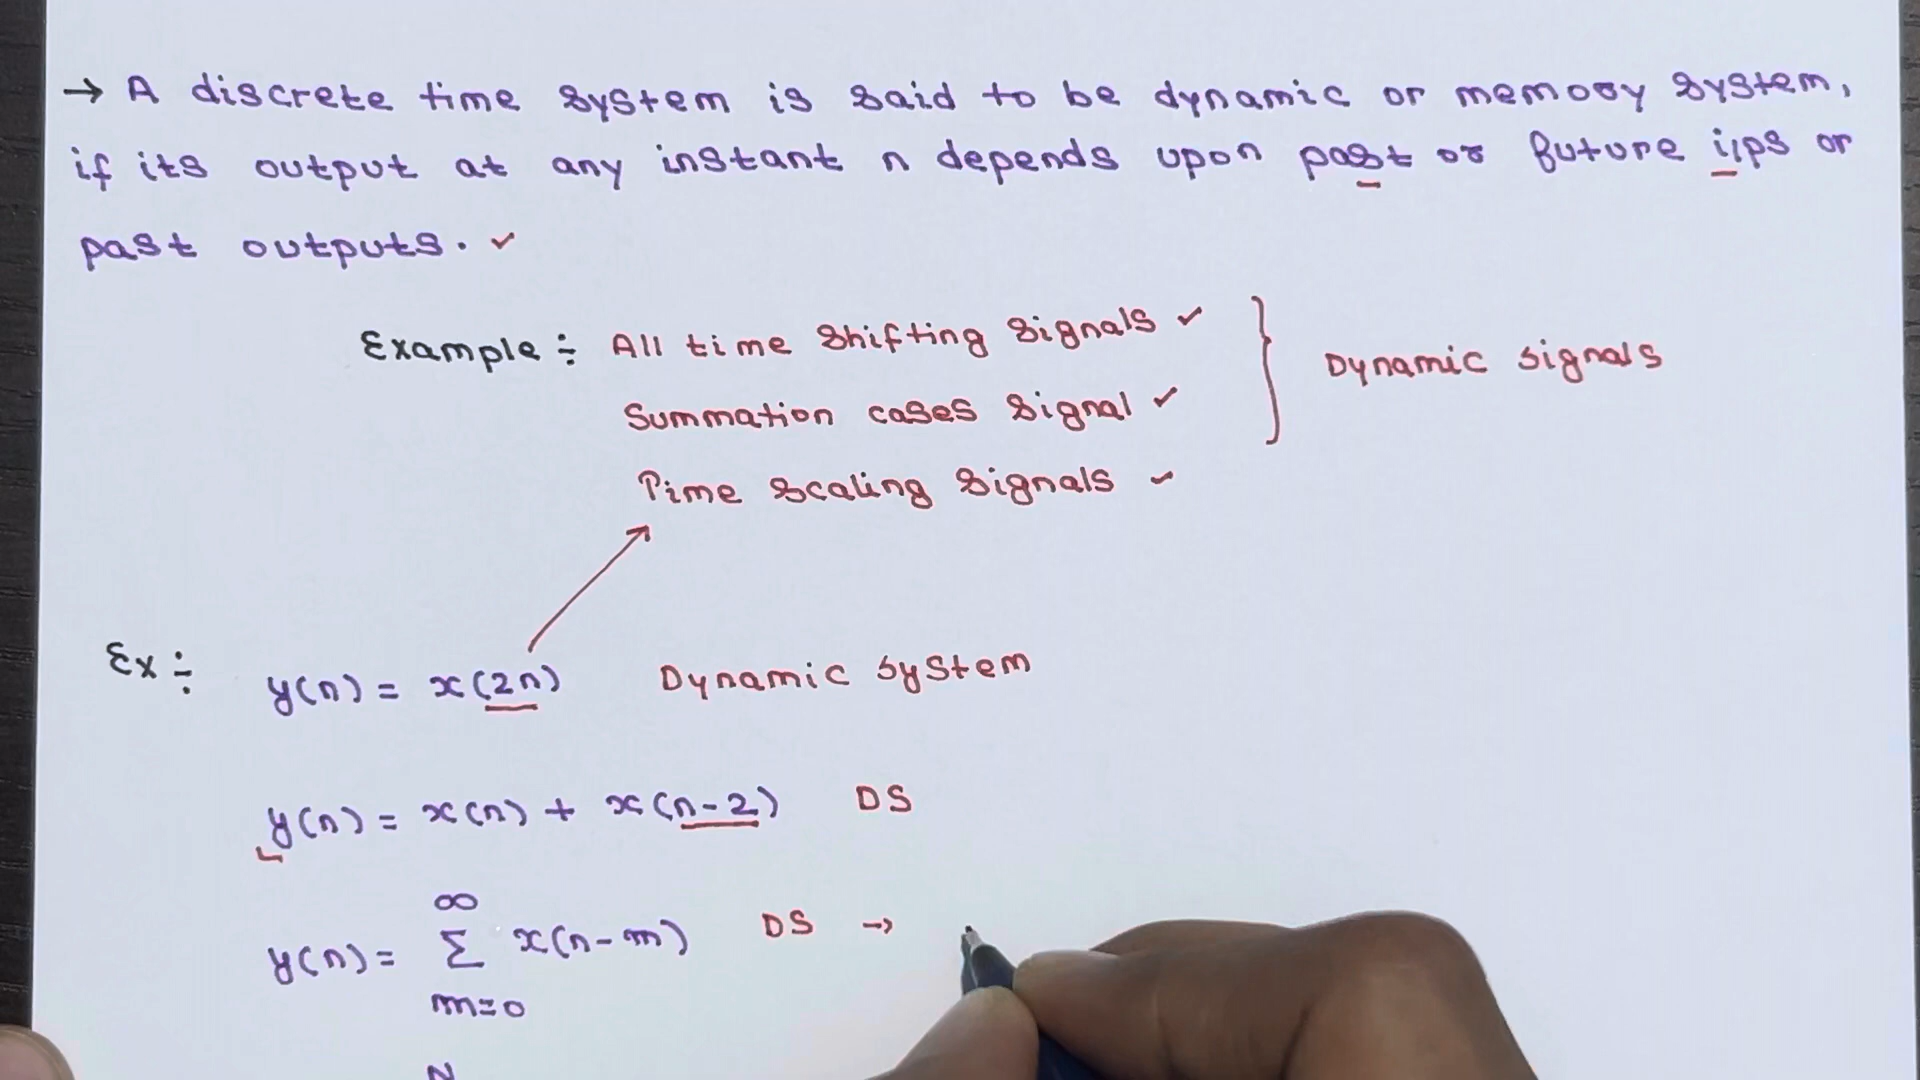 → A discrete time system is said to be dynamic or memory system,
if its output at any instant n depends upon past or future i/ps or
past outputs. ✓
Example ÷ All time shifting signals ✓
Summation cases signal ✓
Time scaling signals ✓
} Dynamic signals
Ex ÷ y(n) = x(2n) Dynamic system
y(n) = x(n) + x(n-2) DS
∞
y(n) = Σ x(n-m) DS →
m=0
N